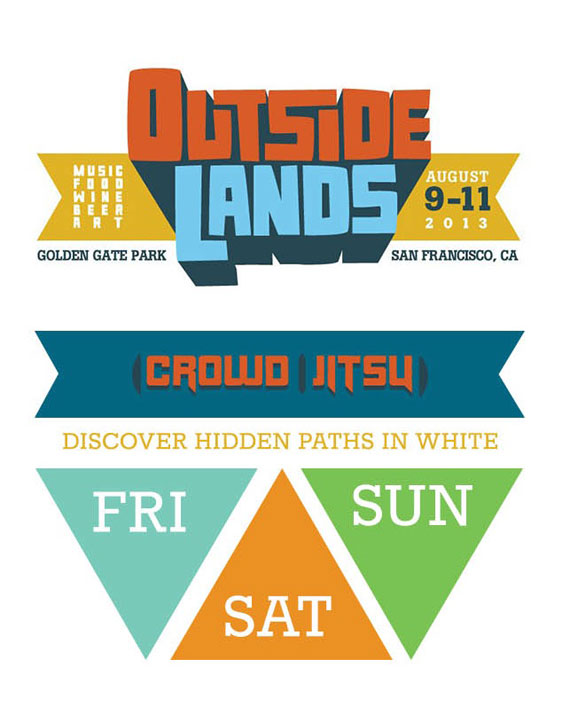 OUTSIDE
LANDS
MUSIC
FOOD
WINE
BEER
ART
AUGUST
9-11
2013
GOLDEN GATE PARK
SAN FRANCISCO, CA
(CROWD | JITSU)
DISCOVER HIDDEN PATHS IN WHITE
FRI
SAT
SUN